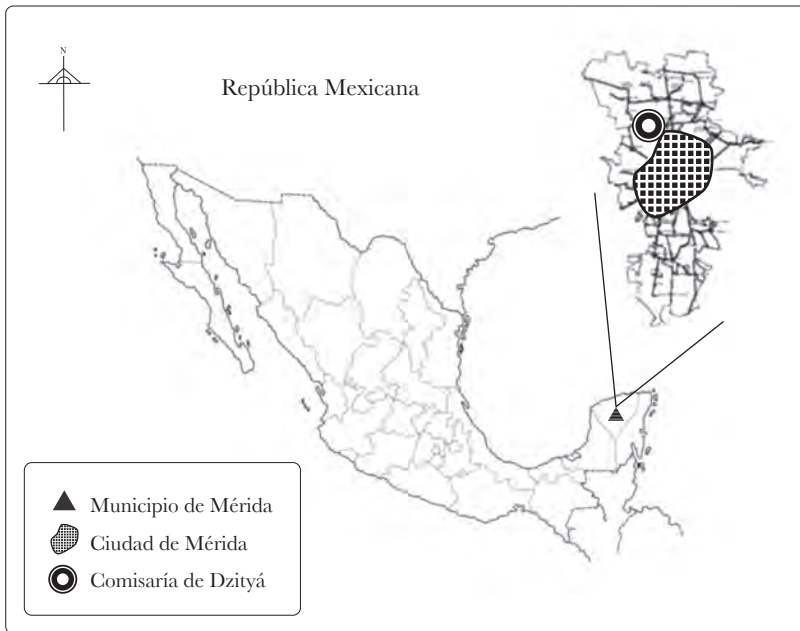 N
República Mexicana
Municipio de Mérida
Ciudad de Mérida
Comisaría de Dzityá